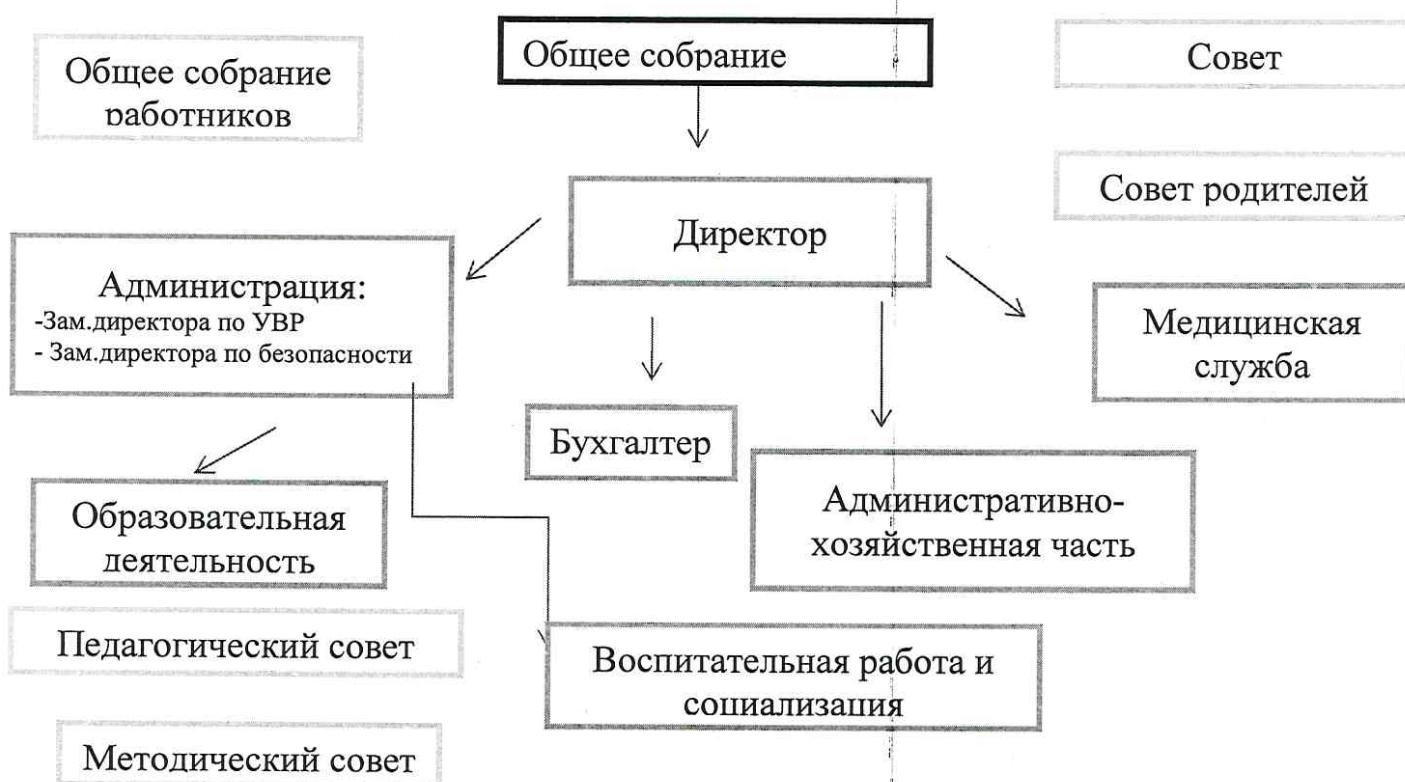 Общее собрание
Общее собрание
работников
Совет
Совет родителей
Директор
Администрация:
-Зам.директора по УВР
- Зам.директора по безопасности
Медицинская
служба
Бухгалтер
Образовательная
деятельность
Административно-
хозяйственная часть
Педагогический совет
Воспитательная работа и
социализация
Методический совет